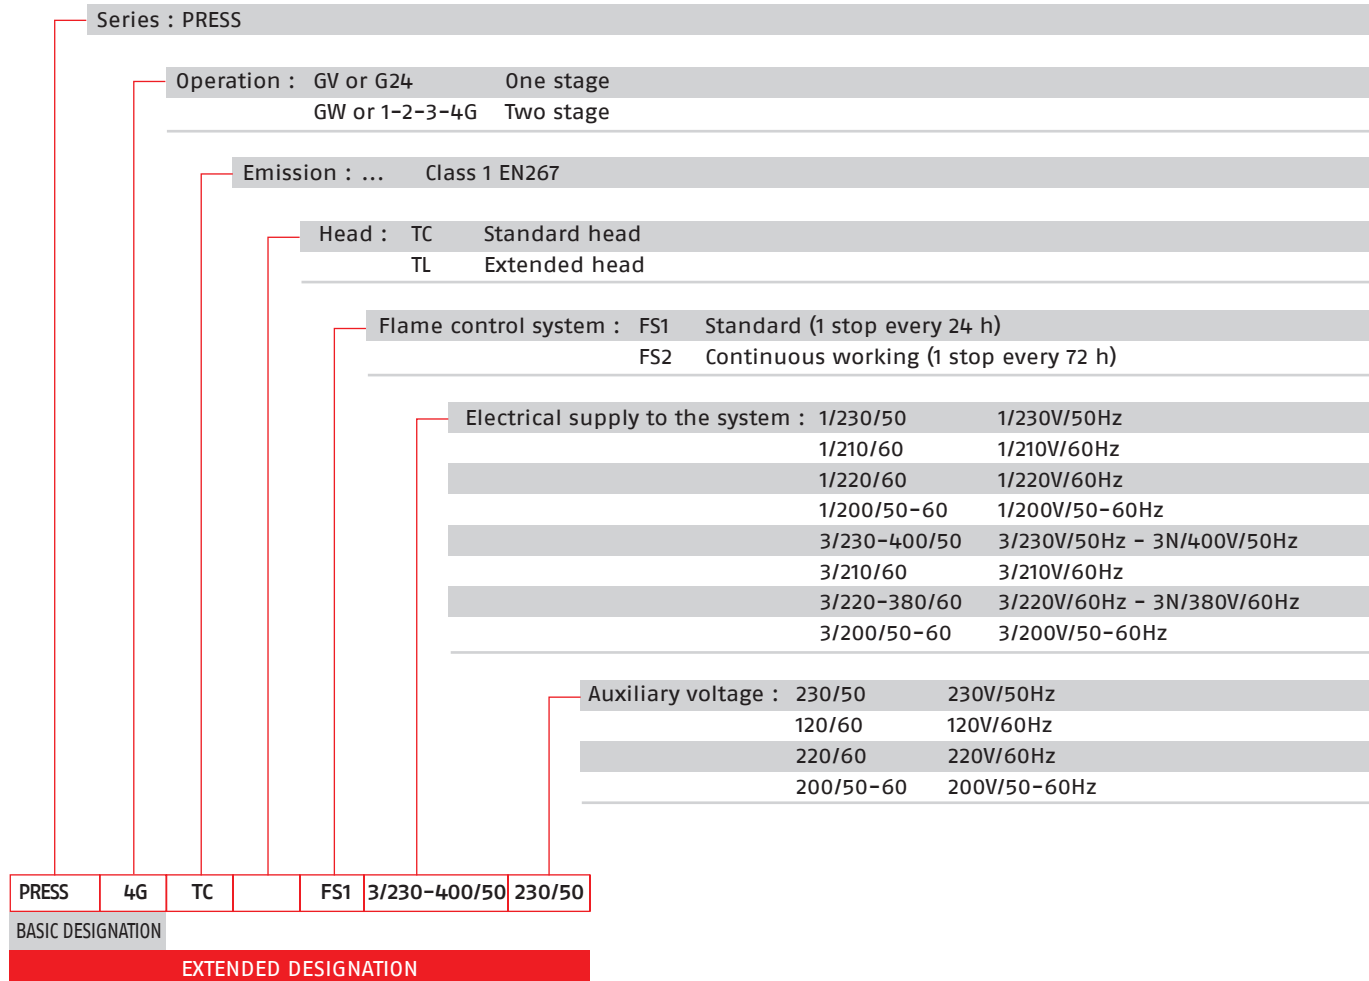 Series : PRESS
Operation : GV or G24 One stage
GW or 1-2-3-4G Two stage
Emission : ... Class 1 EN267
Head : TC Standard head
TL Extended head
Flame control system : FS1 Standard (1 stop every 24 h)
FS2 Continuous working (1 stop every 72 h)
Electrical supply to the system : 1/230/50 1/230V/50Hz
1/210/60 1/210V/60Hz
1/220/60 1/220V/60Hz
1/200/50-60 1/200V/50-60Hz
3/230-400/50 3/230V/50Hz - 3N/400V/50Hz
3/210/60 3/210V/60Hz
3/220-380/60 3/220V/60Hz - 3N/380V/60Hz
3/200/50-60 3/200V/50-60Hz
Auxiliary voltage : 230/50 230V/50Hz
120/60 120V/60Hz
220/60 220V/60Hz
200/50-60 200V/50-60Hz
PRESS 4G TC FS1 3/230-400/50 230/50
BASIC DESIGNATION
EXTENDED DESIGNATION